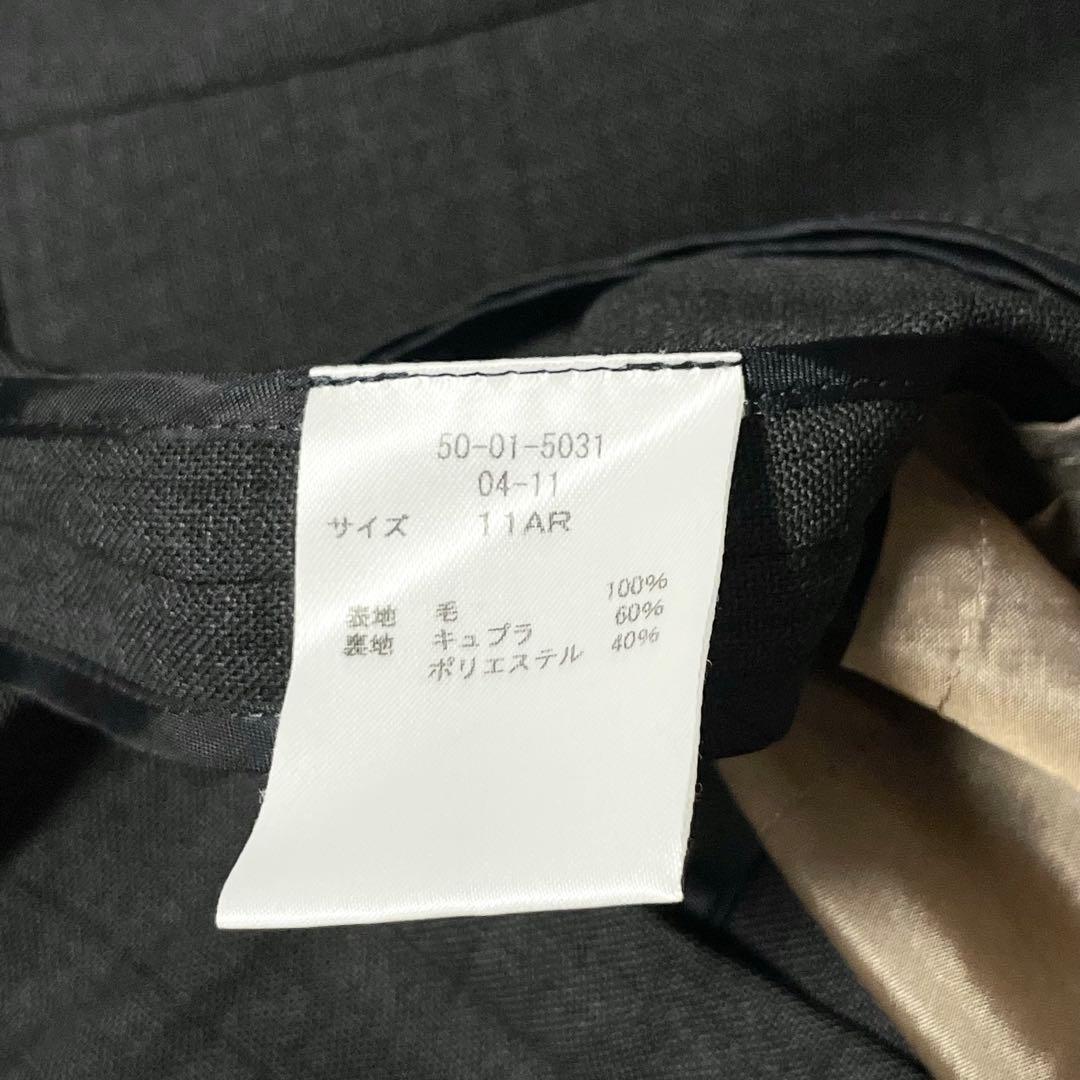 50-01-5031
04-11
サイズ 11AR
表地 毛 100%
裏地 キュプラ 60%
ポリエステル 40%